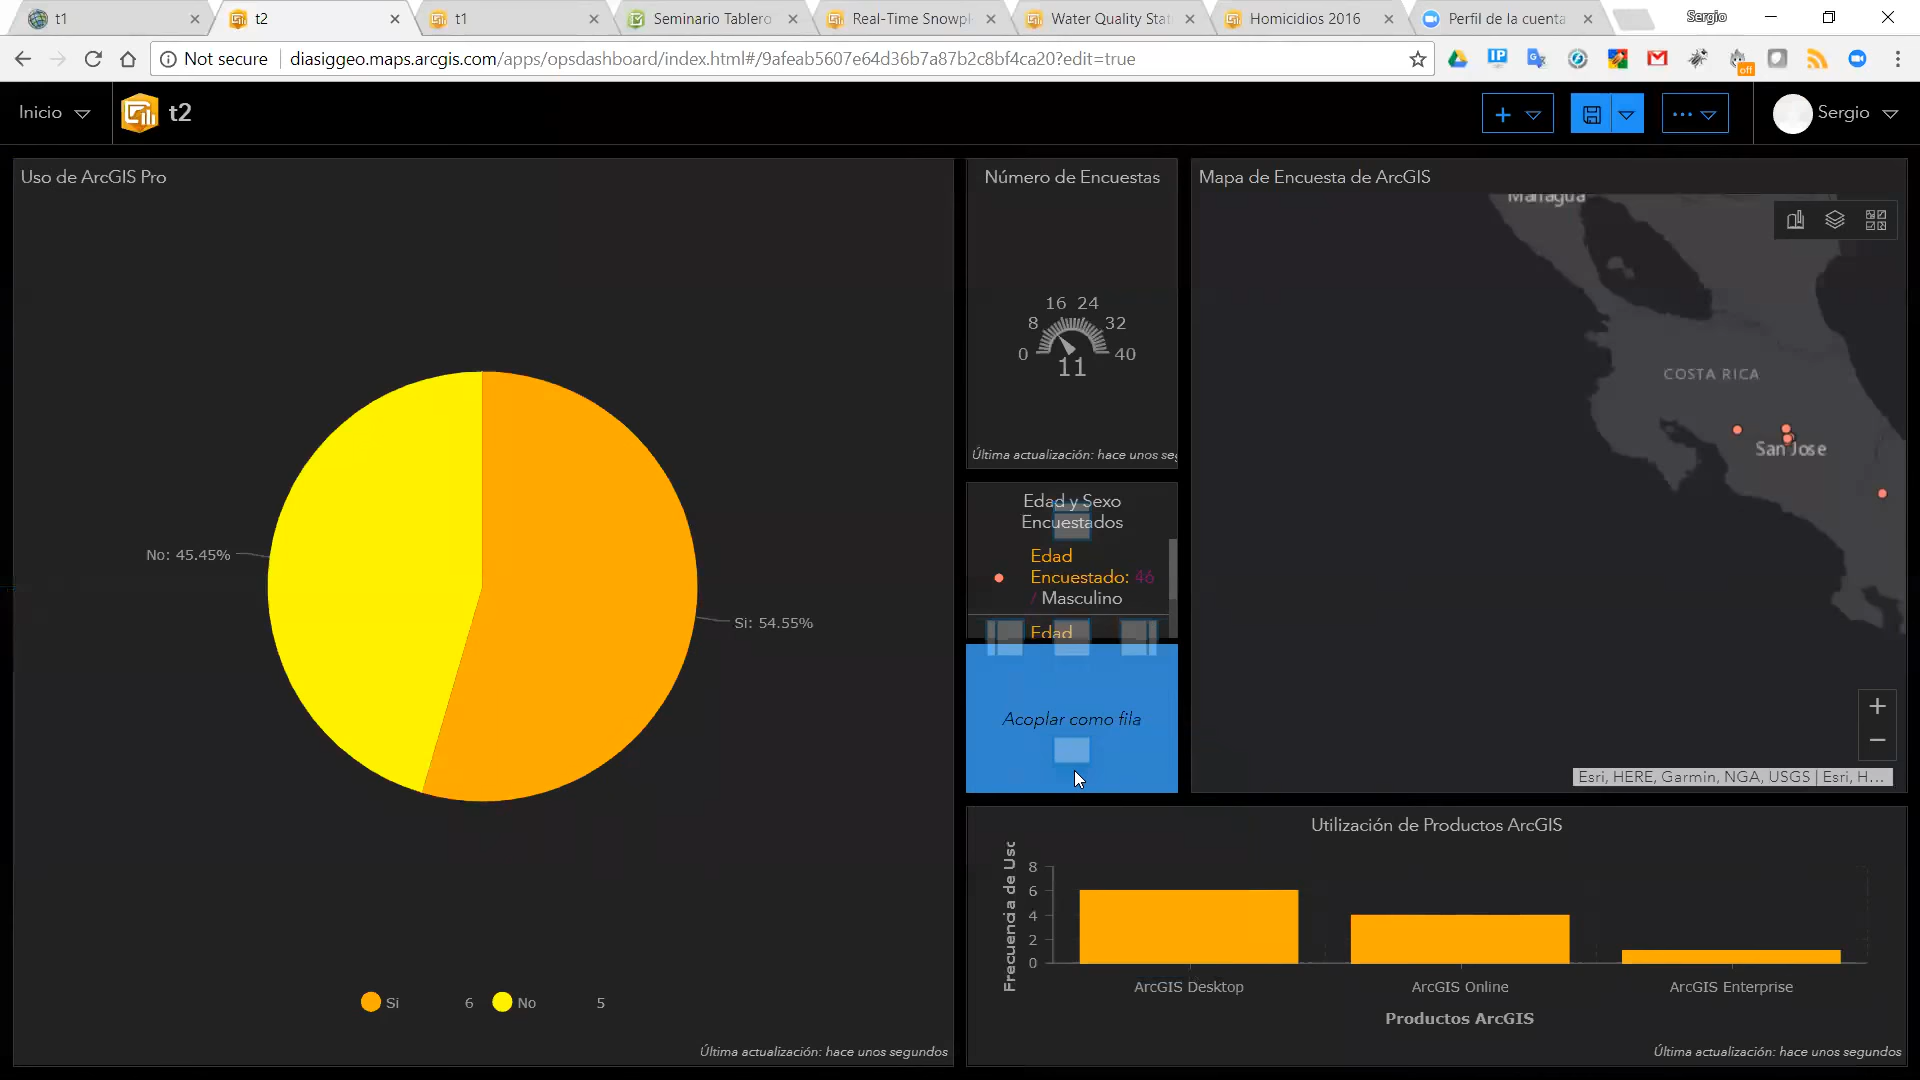 t1
t2
t1
Seminario Tablero
Real-Time Snowpl
Water Quality Stat
Homicidios 2016
Perfil de la cuenta
Sergio
Not secure
diasiggeo.maps.arcgis.com/apps/opsdashboard/index.html#/9afeab5607e64d36b7a87b2c8bf4ca20?edit=true
IP
off
Inicio
t2
Sergio
Uso de ArcGIS Pro
No: 45.45%
Si: 54.55%
Si 6 No 5
Última actualización: hace unos segundos
Número de Encuestas
16 24
8 32
0 40
11
Última actualización: hace unos seg
Edad y Sexo
Encuestados
Edad
Encuestado: 46
/ Masculino
Edad
Acoplar como fila
Mapa de Encuesta de ArcGIS
Managua
COSTA RICA
San Jose
+
−
Esri, HERE, Garmin, NGA, USGS | Esri, H...
Utilización de Productos ArcGIS
Frecuencia de Uso
8
6
4
2
0
ArcGIS Desktop
ArcGIS Online
ArcGIS Enterprise
Productos ArcGIS
Última actualización: hace unos segundos